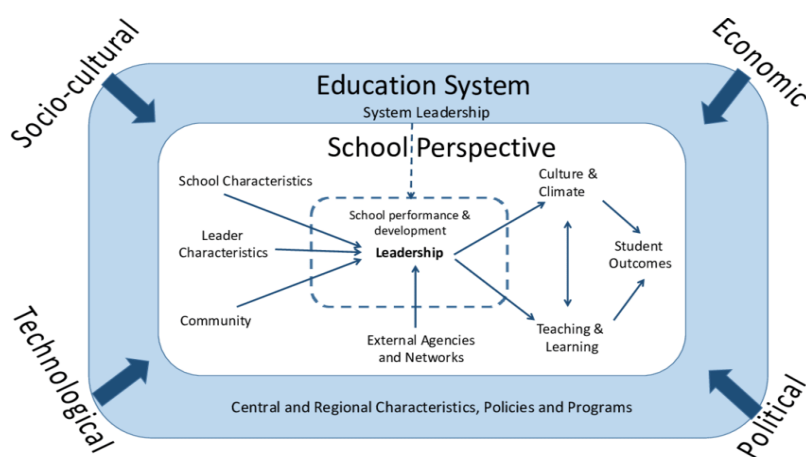 Socio-cultural
Economic
Education System
System Leadership
School Perspective
School Characteristics
Leader
Characteristics
Community
School performance &
development
Leadership
External Agencies
and Networks
Culture &
Climate
Teaching &
Learning
Student
Outcomes
Central and Regional Characteristics, Policies and Programs
Technological
Political